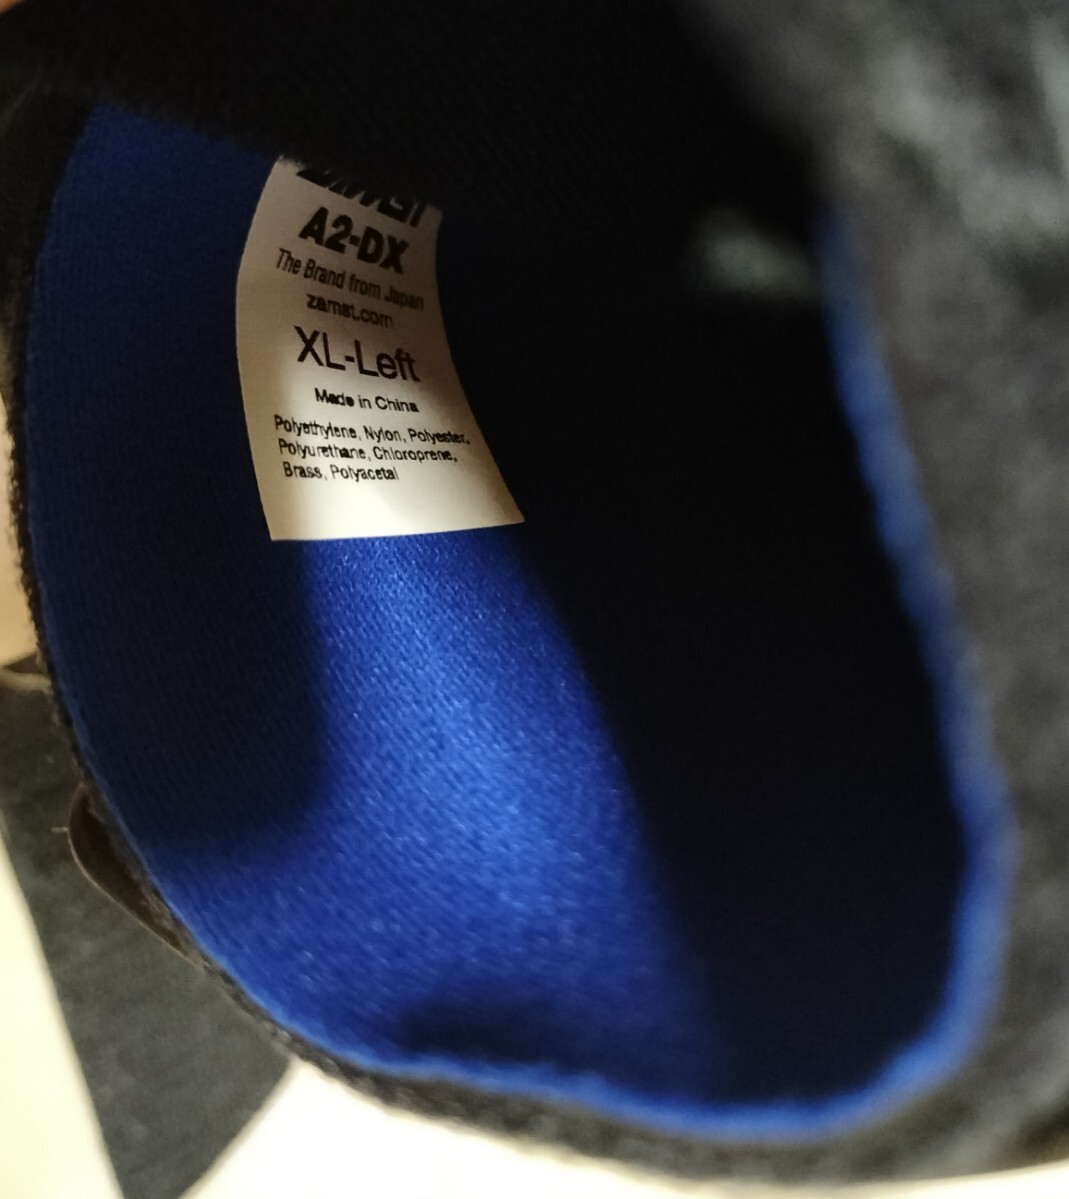 zamst
A2-DX
The Brand from Japan
zamst.com
XL-Left
Made in China
Polyethylene, Nylon, Polyester,
Polyurethane, Chloroprene,
Brass, Polyacetal